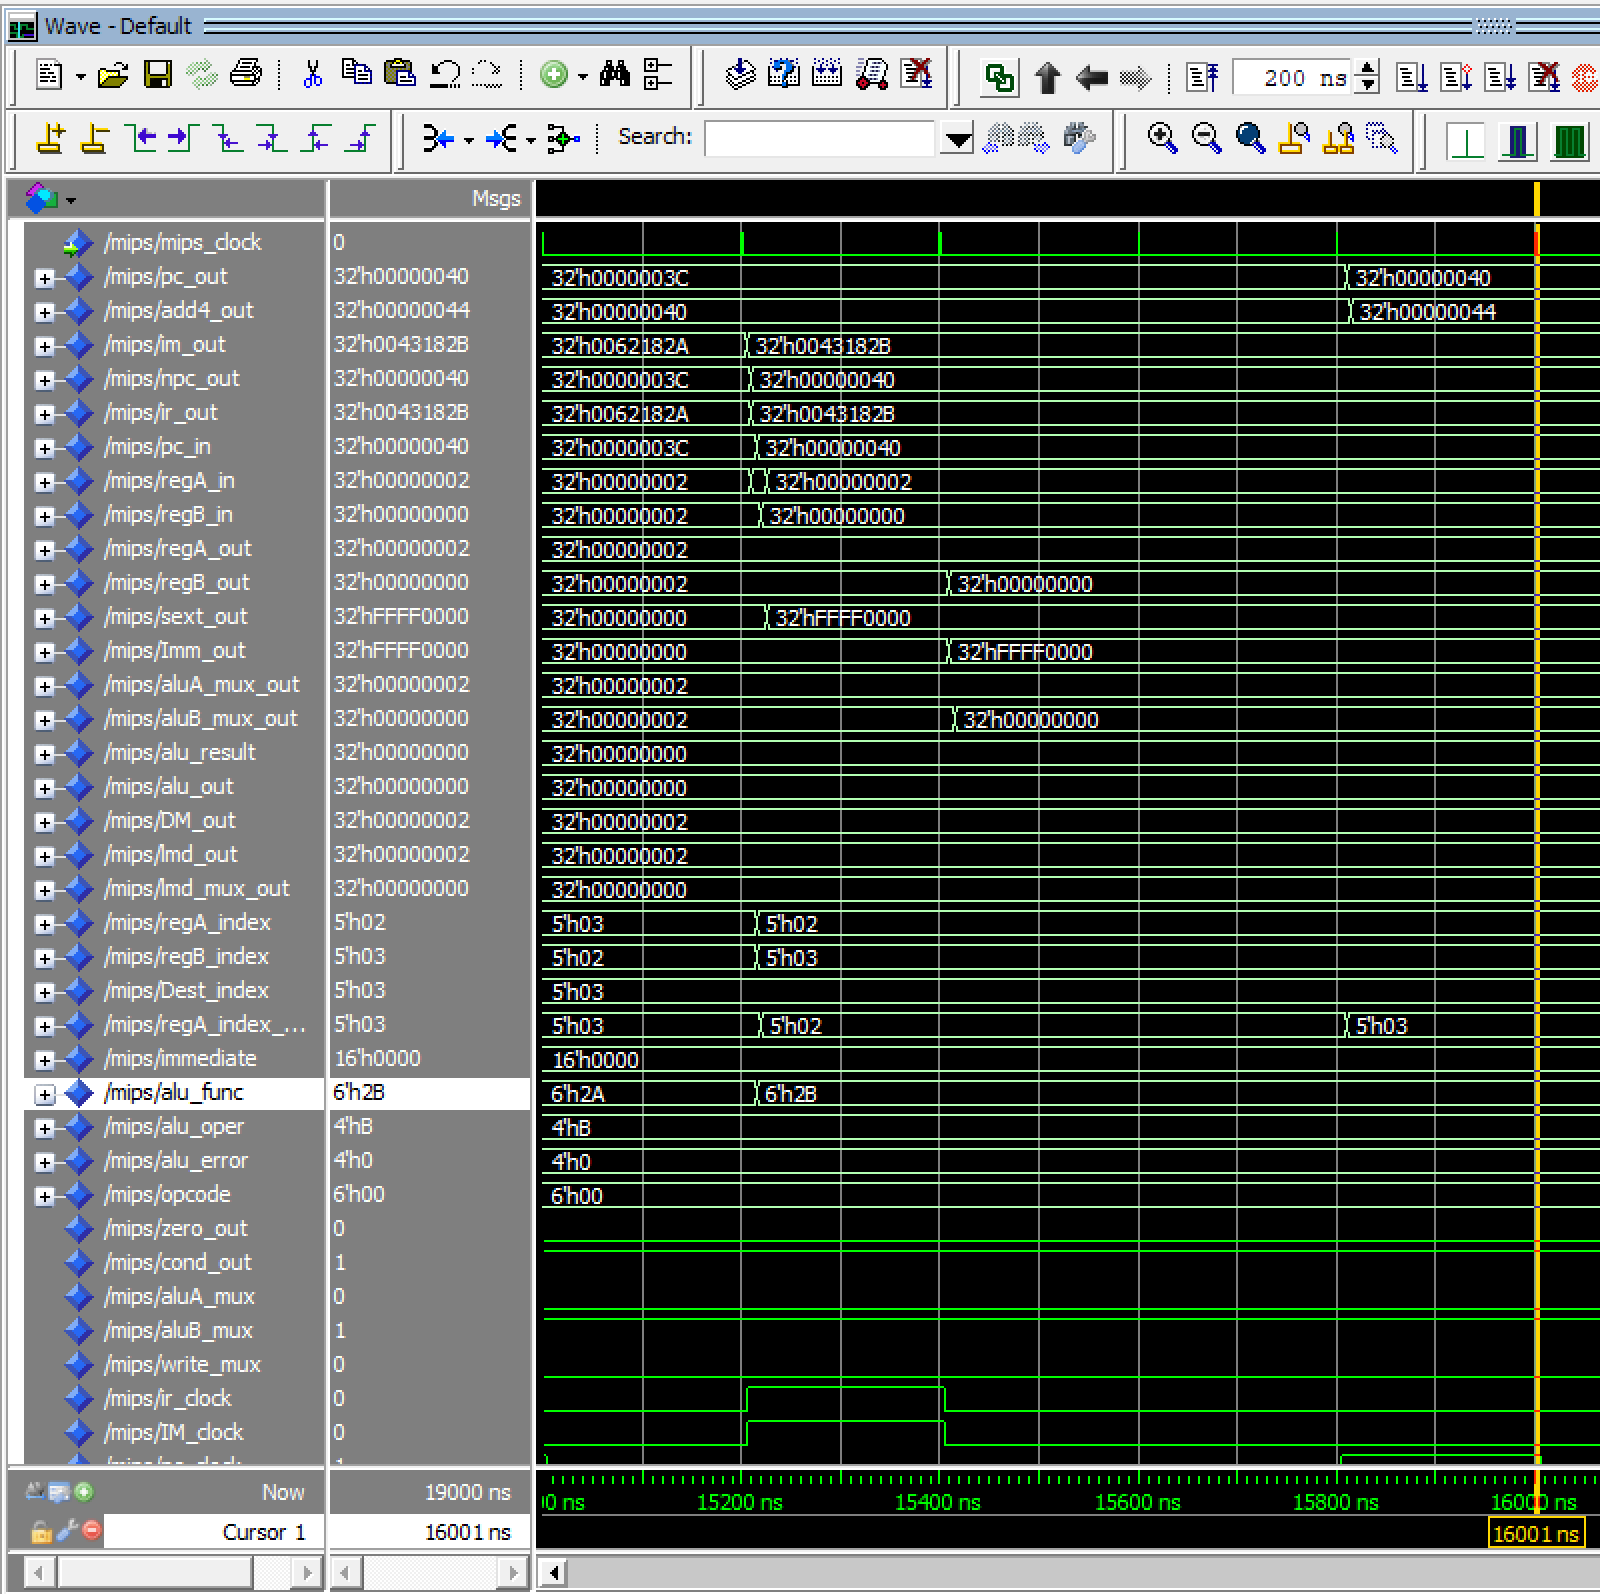 Wave - Default
200 ns
Search:
Msgs
/mips/mips_clock 0
/mips/pc_out 32'h00000040 32'h0000003C 32'h00000040
/mips/add4_out 32'h00000044 32'h00000040 32'h00000044
/mips/im_out 32'h0043182B 32'h0062182A 32'h0043182B
/mips/npc_out 32'h00000040 32'h0000003C 32'h00000040
/mips/ir_out 32'h0043182B 32'h0062182A 32'h0043182B
/mips/pc_in 32'h00000040 32'h0000003C 32'h00000040
/mips/regA_in 32'h00000002 32'h00000002 32'h00000002
/mips/regB_in 32'h00000000 32'h00000002 32'h00000000
/mips/regA_out 32'h00000002 32'h00000002
/mips/regB_out 32'h00000000 32'h00000002 32'h00000000
/mips/sext_out 32'hFFFF0000 32'h00000000 32'hFFFF0000
/mips/Imm_out 32'hFFFF0000 32'h00000000 32'hFFFF0000
/mips/aluA_mux_out 32'h00000002 32'h00000002
/mips/aluB_mux_out 32'h00000000 32'h00000002 32'h00000000
/mips/alu_result 32'h00000000 32'h00000000
/mips/alu_out 32'h00000000 32'h00000000
/mips/DM_out 32'h00000002 32'h00000002
/mips/lmd_out 32'h00000002 32'h00000002
/mips/lmd_mux_out 32'h00000000 32'h00000000
/mips/regA_index 5'h02 5'h03 5'h02
/mips/regB_index 5'h03 5'h02 5'h03
/mips/Dest_index 5'h03 5'h03
/mips/regA_index_... 5'h03 5'h03 5'h02 5'h03
/mips/immediate 16'h0000 16'h0000
/mips/alu_func 6'h2B 6'h2A 6'h2B
/mips/alu_oper 4'hB 4'hB
/mips/alu_error 4'h0 4'h0
/mips/opcode 6'h00 6'h00
/mips/zero_out 0
/mips/cond_out 1
/mips/aluA_mux 0
/mips/aluB_mux 1
/mips/write_mux 0
/mips/ir_clock 0
/mips/IM_clock 0
Now 19000 ns 00 ns 15200 ns 15400 ns 15600 ns 15800 ns 16000 ns
Cursor 1 16001 ns 16001 ns